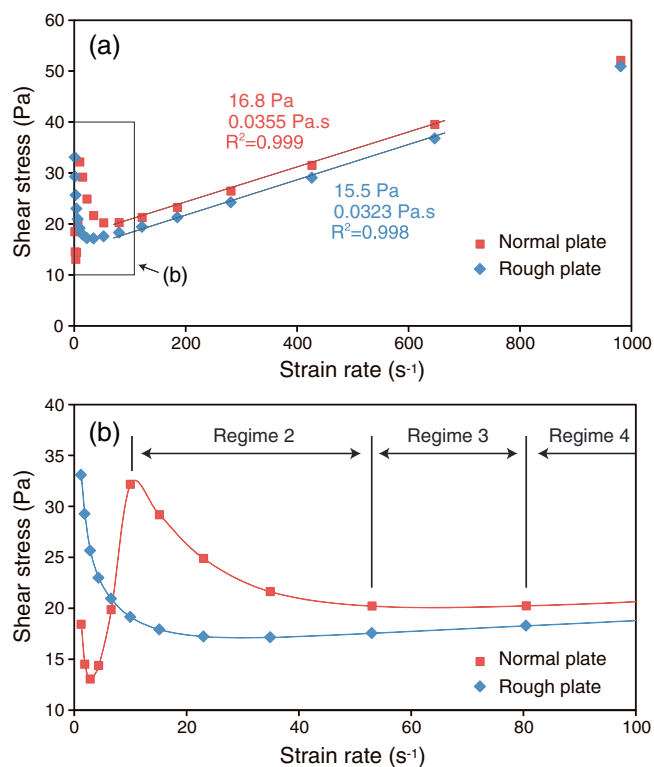 60
(a)
50
16.8 Pa
0.0355 Pa.s
R²=0.999
40
Shear stress (Pa)
30
15.5 Pa
0.0323 Pa.s
R²=0.998
20
Normal plate
10
(b)
Rough plate
0
0 200 400 600 800 1000
Strain rate (s⁻¹)
40
(b)
Regime 2 Regime 3 Regime 4
35
30
Shear stress (Pa)
25
20
15
Normal plate
Rough plate
10
0 20 40 60 80 100
Strain rate (s⁻¹)